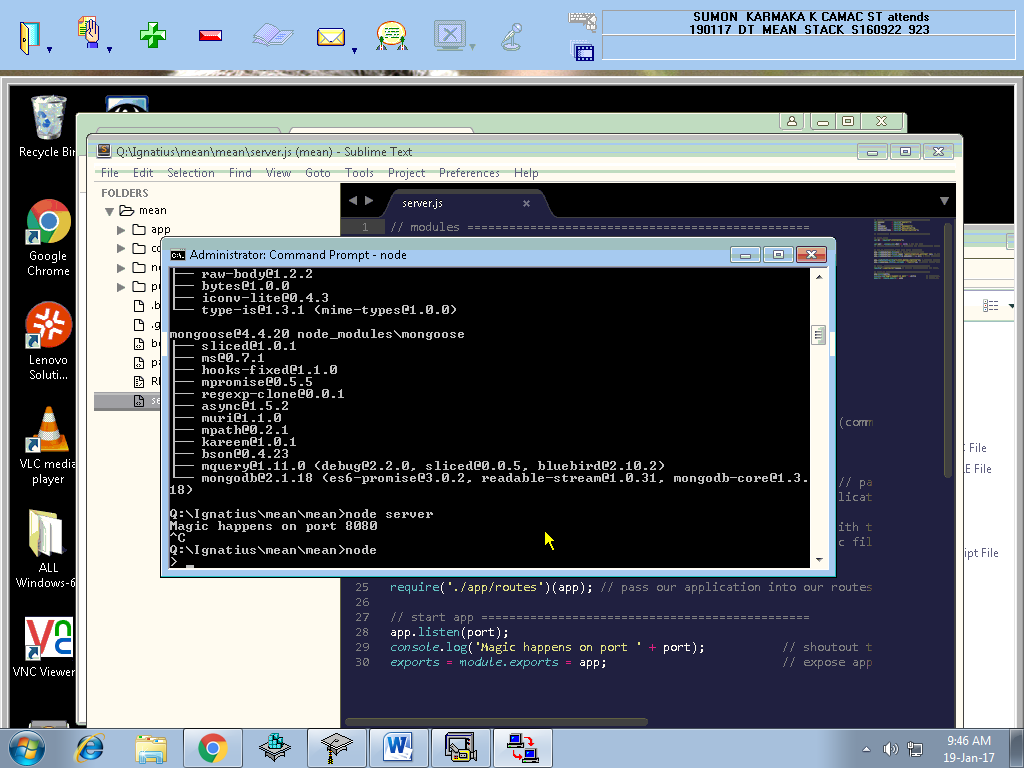 SUMON KARMAKA K CAMAC ST attends
190117 DT MEAN STACK S160922 923
Recycle Bin
Google
Chrome
Lenovo
Soluti...
VLC media
player
ALL
Windows-6
VNC Viewer
Q:\Ignatius\mean\mean\server.js (mean) - Sublime Text
File Edit Selection Find View Goto Tools Project Preferences Help
FOLDERS
mean
app
server.js
1 // modules =================================================
Administrator: Command Prompt - node
├── raw-body@1.2.2
├── bytes@1.0.0
├── iconv-lite@0.4.3
└── type-is@1.3.1 (mime-types@1.0.0)
mongoose@4.4.20 node_modules\mongoose
├── sliced@1.0.1
├── ms@0.7.1
├── hooks-fixed@1.1.0
├── mpromise@0.5.5
├── regexp-clone@0.0.1
├── async@1.5.2
├── muri@1.1.0
├── mpath@0.2.1
├── kareem@1.0.1
├── bson@0.4.23
├── mquery@1.11.0 (debug@2.2.0, sliced@0.0.5, bluebird@2.10.2)
└── mongodb@2.1.18 (es6-promise@3.0.2, readable-stream@1.0.31, mongodb-core@1.3.
18)
Q:\Ignatius\mean\mean>node server
Magic happens on port 8080
^C
Q:\Ignatius\mean\mean>node
> _
(comm
// pa
licat
ith t
c fil
File
E File
ipt File
25 require('./app/routes')(app); // pass our application into our routes
26
27 // start app ===============================================
28 app.listen(port);
29 console.log('Magic happens on port ' + port); // shoutout t
30 exports = module.exports = app; // expose app
9:46 AM
19-Jan-17